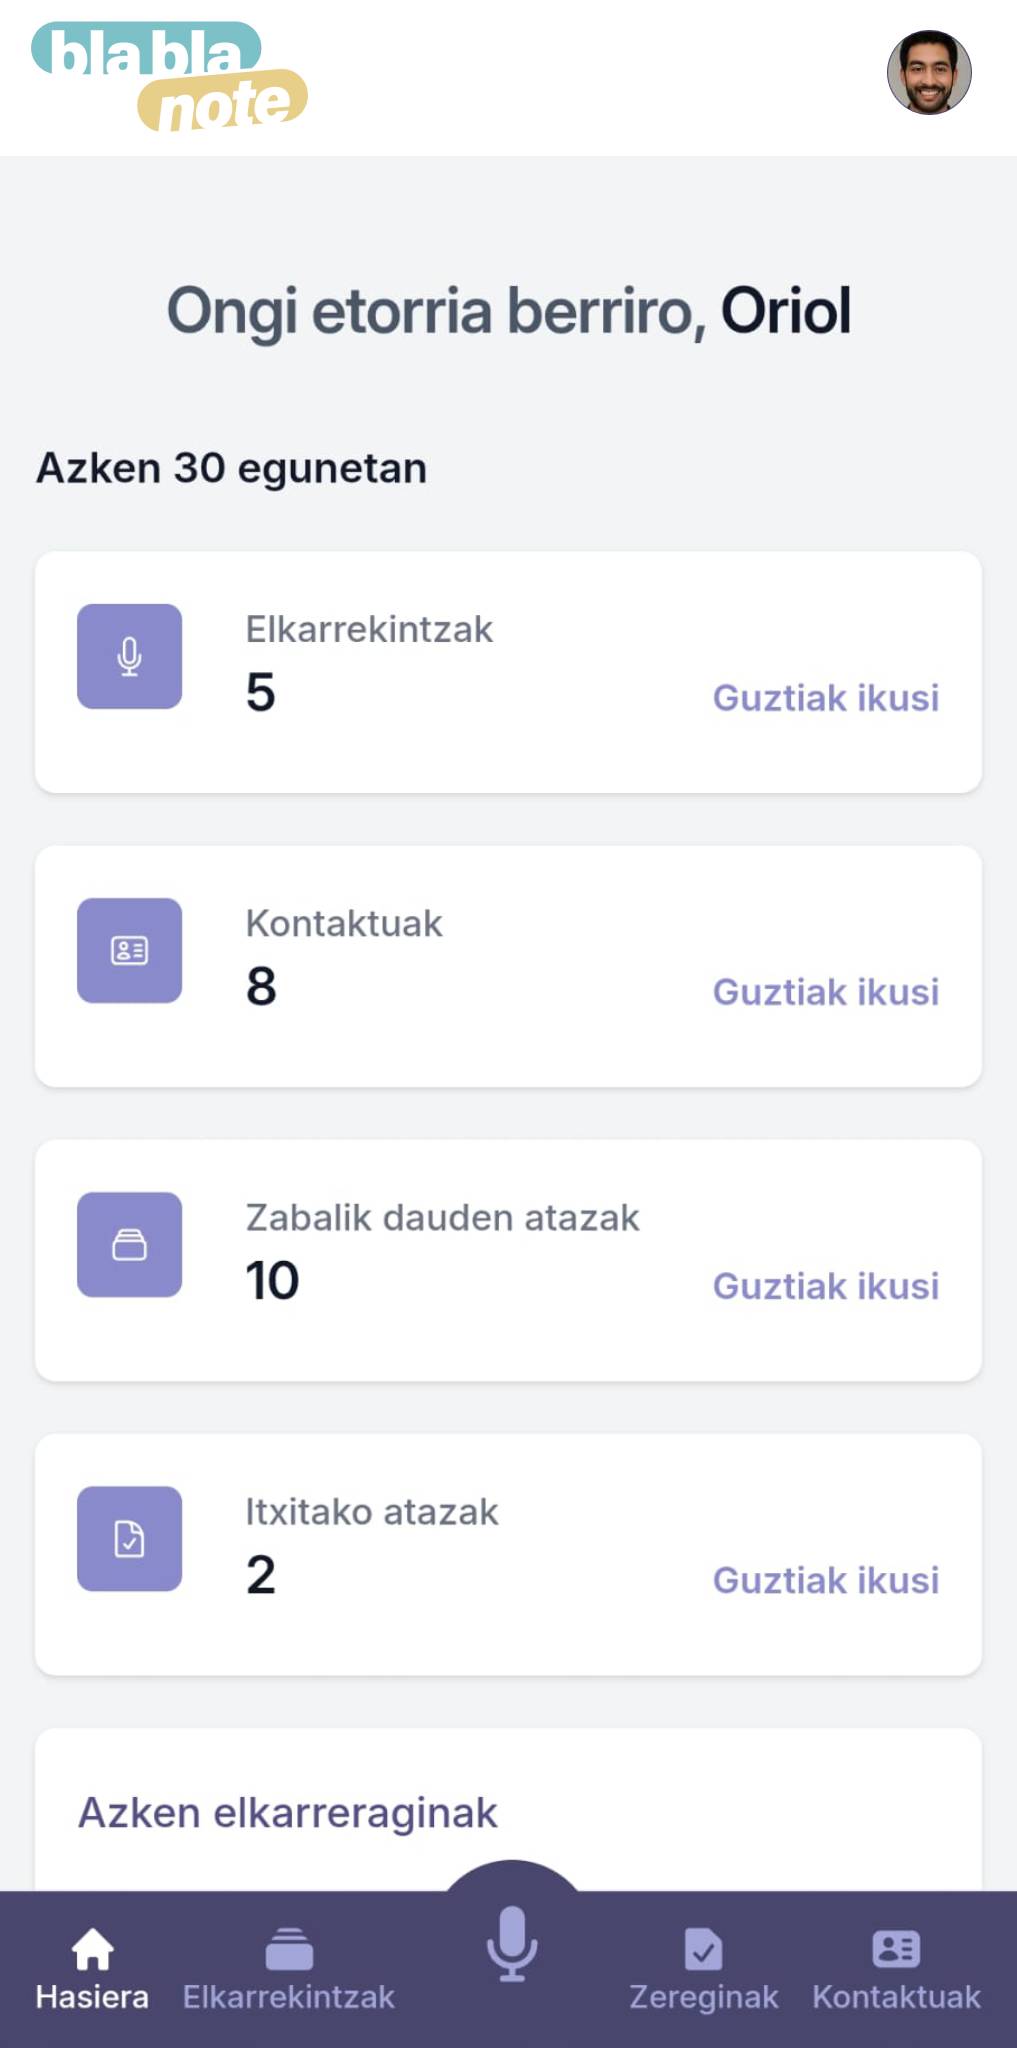 bla bla
note
Ongi etorria berriro, Oriol
Azken 30 egunetan
Elkarrekintzak
5
Guztiak ikusi
Kontaktuak
8
Guztiak ikusi
Zabalik dauden atazak
10
Guztiak ikusi
Itxitako atazak
2
Guztiak ikusi
Azken elkarreraginak
Hasiera Elkarrekintzak Zereginak Kontaktuak